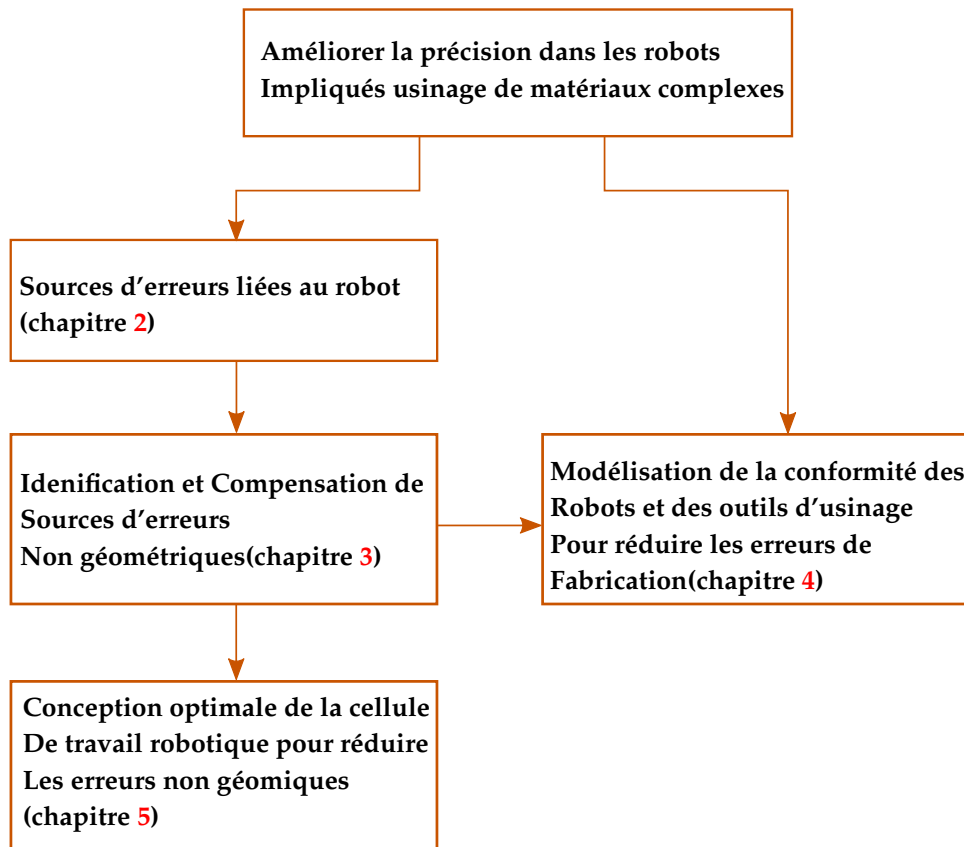 Améliorer la précision dans les robots
Impliqués usinage de matériaux complexes
Sources d'erreurs liées au robot
(chapitre 2)
Idenification et Compensation de
Sources d'erreurs
Non géométriques(chapitre 3)
Modélisation de la conformité des
Robots et des outils d'usinage
Pour réduire les erreurs de
Fabrication(chapitre 4)
Conception optimale de la cellule
De travail robotique pour réduire
Les erreurs non géomiques
(chapitre 5)